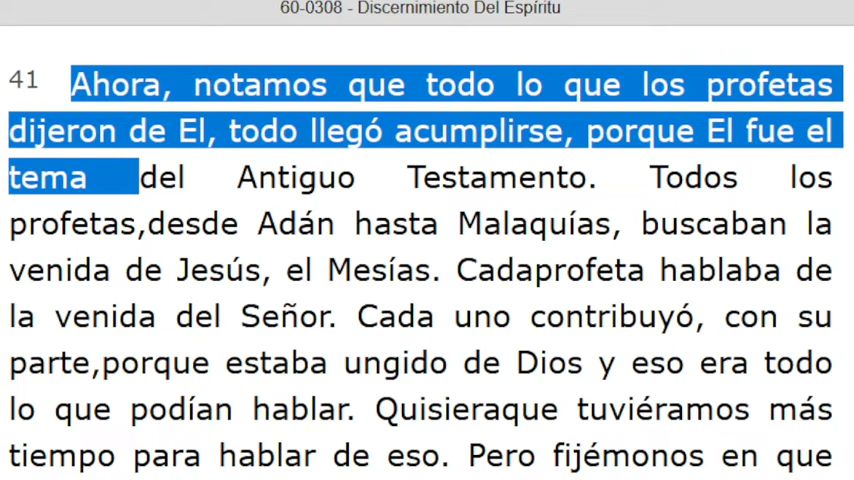 60-0308 - Discernimiento Del Espíritu
41 Ahora, notamos que todo lo que los profetas
dijeron de El, todo llegó acumplirse, porque El fue el
tema del Antiguo Testamento. Todos los
profetas,desde Adán hasta Malaquías, buscaban la
venida de Jesús, el Mesías. Cadaprofeta hablaba de
la venida del Señor. Cada uno contribuyó, con su
parte,porque estaba ungido de Dios y eso era todo
lo que podían hablar. Quisieraque tuviéramos más
tiempo para hablar de eso. Pero fijémonos en que